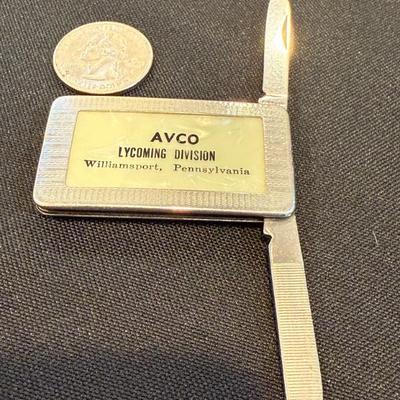 AVCO
LYCOMING DIVISION
Williamsport, Pennsylvania